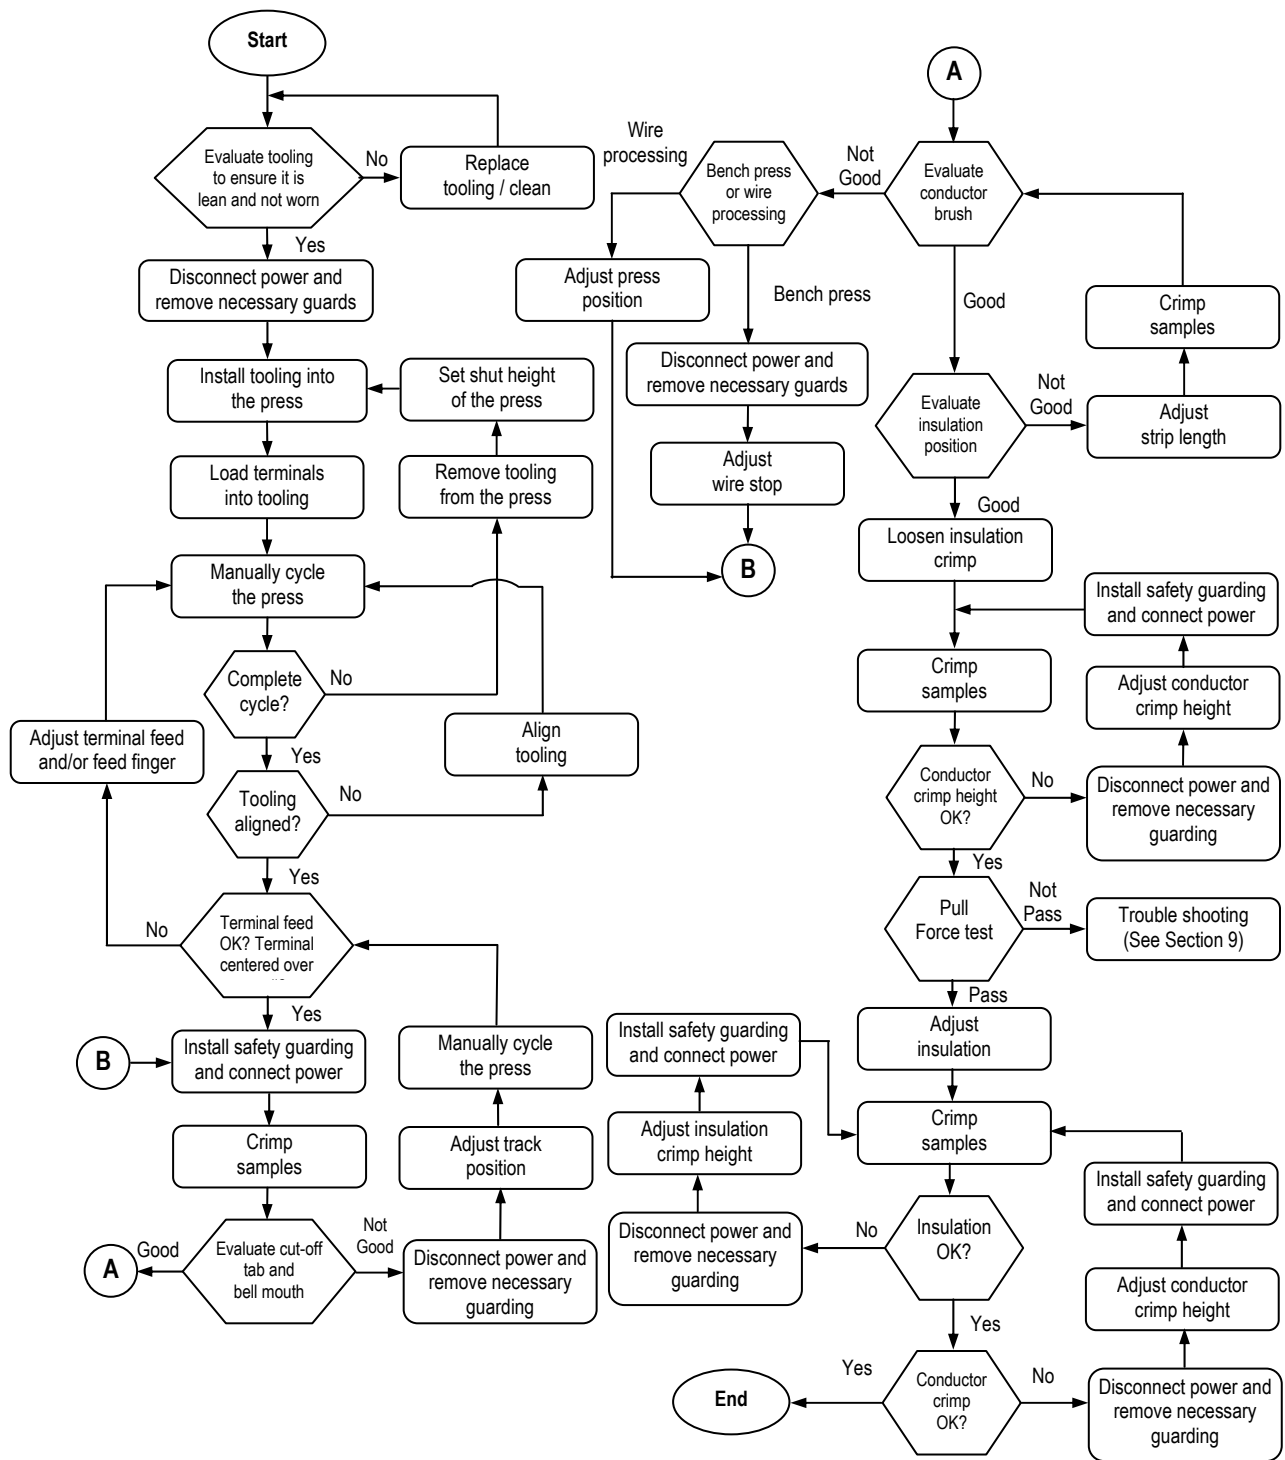 Start
Evaluate tooling
to ensure it is
lean and not worn
No
Replace
tooling / clean
Yes
Disconnect power and
remove necessary guards
Install tooling into
the press
Set shut height
of the press
Load terminals
into tooling
Remove tooling
from the press
Manually cycle
the press
Complete
cycle?
No
Adjust terminal feed
and/or feed finger
Yes
Align
tooling
Tooling
aligned?
No
Yes
Terminal feed
OK? Terminal
centered over
No
Yes
B
Install safety guarding
and connect power
Manually cycle
the press
Crimp
samples
Adjust track
position
A
Good
Evaluate cut-off
tab and
bell mouth
Not
Good
Disconnect power and
remove necessary
guarding
A
Wire
processing
Bench press
or wire
processing
Not
Good
Evaluate
conductor
brush
Adjust press
position
Bench press
Good
Crimp
samples
Disconnect power and
remove necessary guards
Evaluate
insulation
position
Not
Good
Adjust
strip length
Adjust
wire stop
Good
B
Loosen insulation
crimp
Install safety guarding
and connect power
Crimp
samples
Adjust conductor
crimp height
Conductor
crimp height
OK?
No
Disconnect power and
remove necessary
guarding
Yes
Pull
Force test
Not
Pass
Trouble shooting
(See Section 9)
Pass
Install safety guarding
and connect power
Adjust
insulation
Adjust insulation
crimp height
Crimp
samples
Install safety guarding
and connect power
Disconnect power and
remove necessary
guarding
No
Insulation
OK?
Adjust conductor
crimp height
Yes
End
Yes
Conductor
crimp
OK?
No
Disconnect power and
remove necessary
guarding